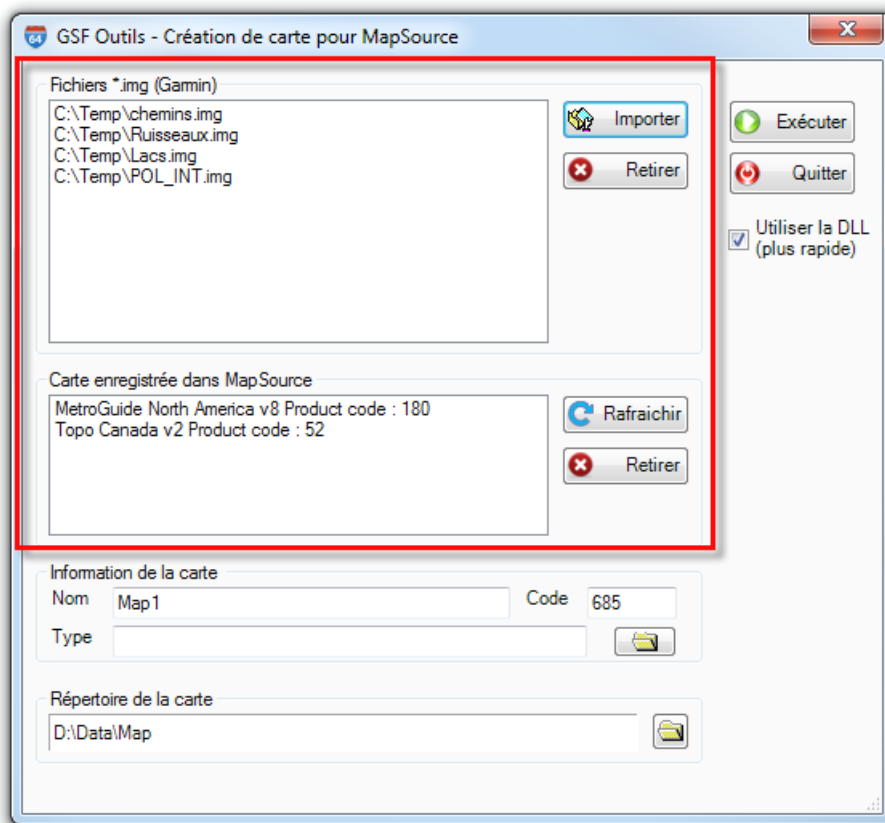 64
GSF Outils - Création de carte pour MapSource
Fichiers *.img (Garmin)
C:\Temp\chemins.img
C:\Temp\Ruisseaux.img
C:\Temp\Lacs.img
C:\Temp\POL_INT.img
Importer
Retirer
Exécuter
Quitter
Utiliser la DLL
(plus rapide)
Carte enregistrée dans MapSource
MetroGuide North America v8 Product code : 180
Topo Canada v2 Product code : 52
Rafraichir
Retirer
Information de la carte
Nom Map1 Code 685
Type
Répertoire de la carte
D:\Data\Map